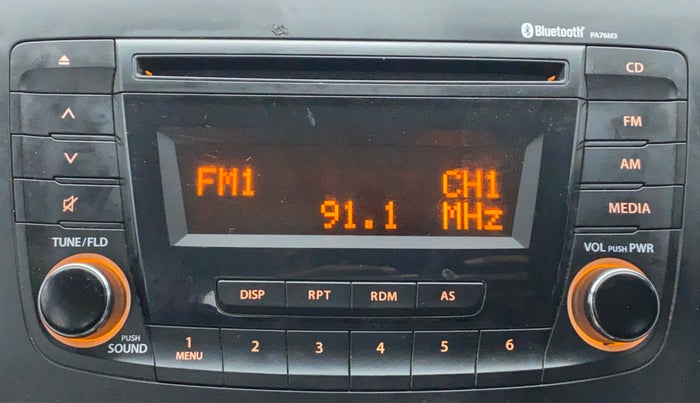 Bluetooth® PA76M3
CD
FM
AM
MEDIA
FM1 CH1
91.1 MHz
TUNE/FLD
VOL PUSH PWR
DISP RPT RDM AS
PUSH
SOUND
1 2 3 4 5 6
MENU